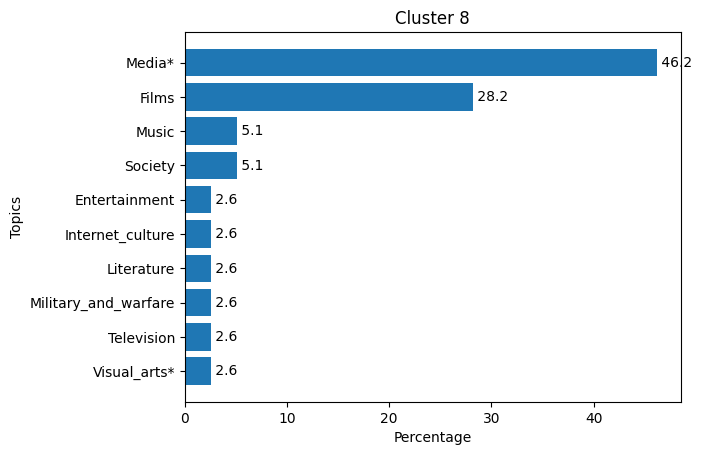 Cluster 8
Topics
Media* 46.2
Films 28.2
Music 5.1
Society 5.1
Entertainment 2.6
Internet_culture 2.6
Literature 2.6
Military_and_warfare 2.6
Television 2.6
Visual_arts* 2.6
0 10 20 30 40
Percentage